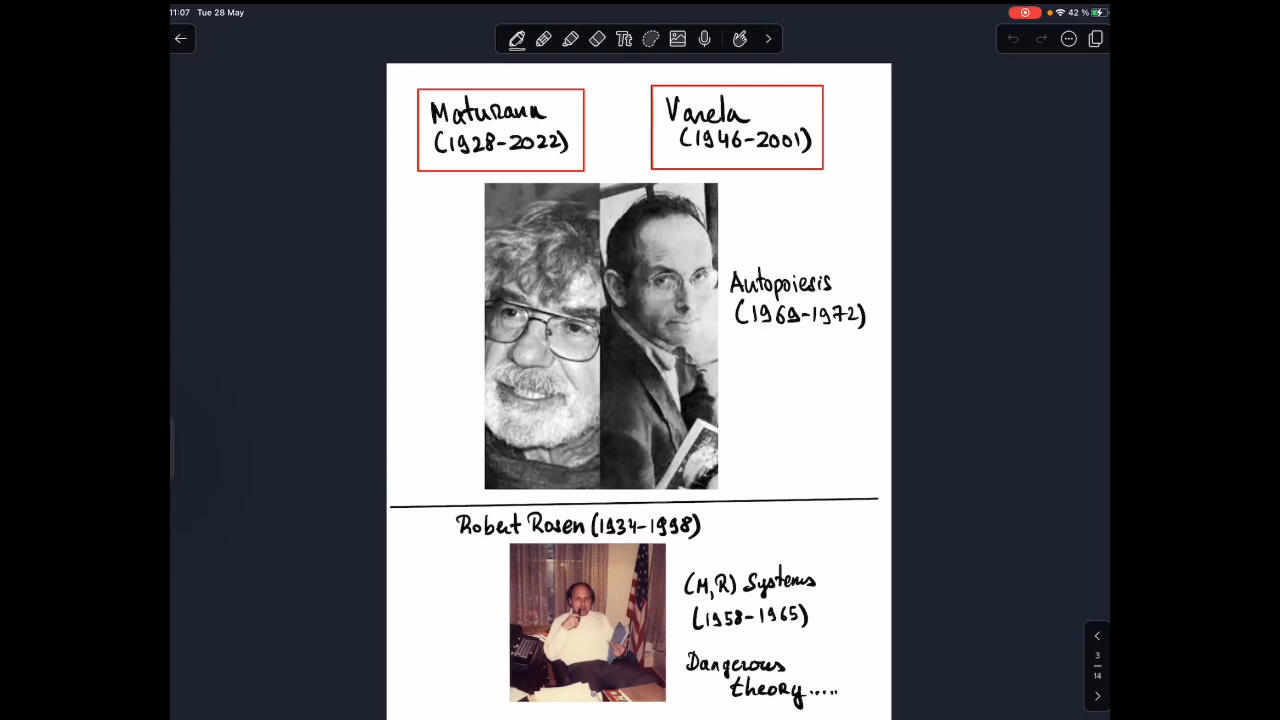 11:07 Tue 28 May
42 %
Tt
Maturana
(1928-2022)
Varela
(1946-2001)
Autopoiesis
(1969-1972)
Robert Rosen (1934-1998)
(M,R) Systems
(1958-1965)
Dangerous
theory.....
3
14